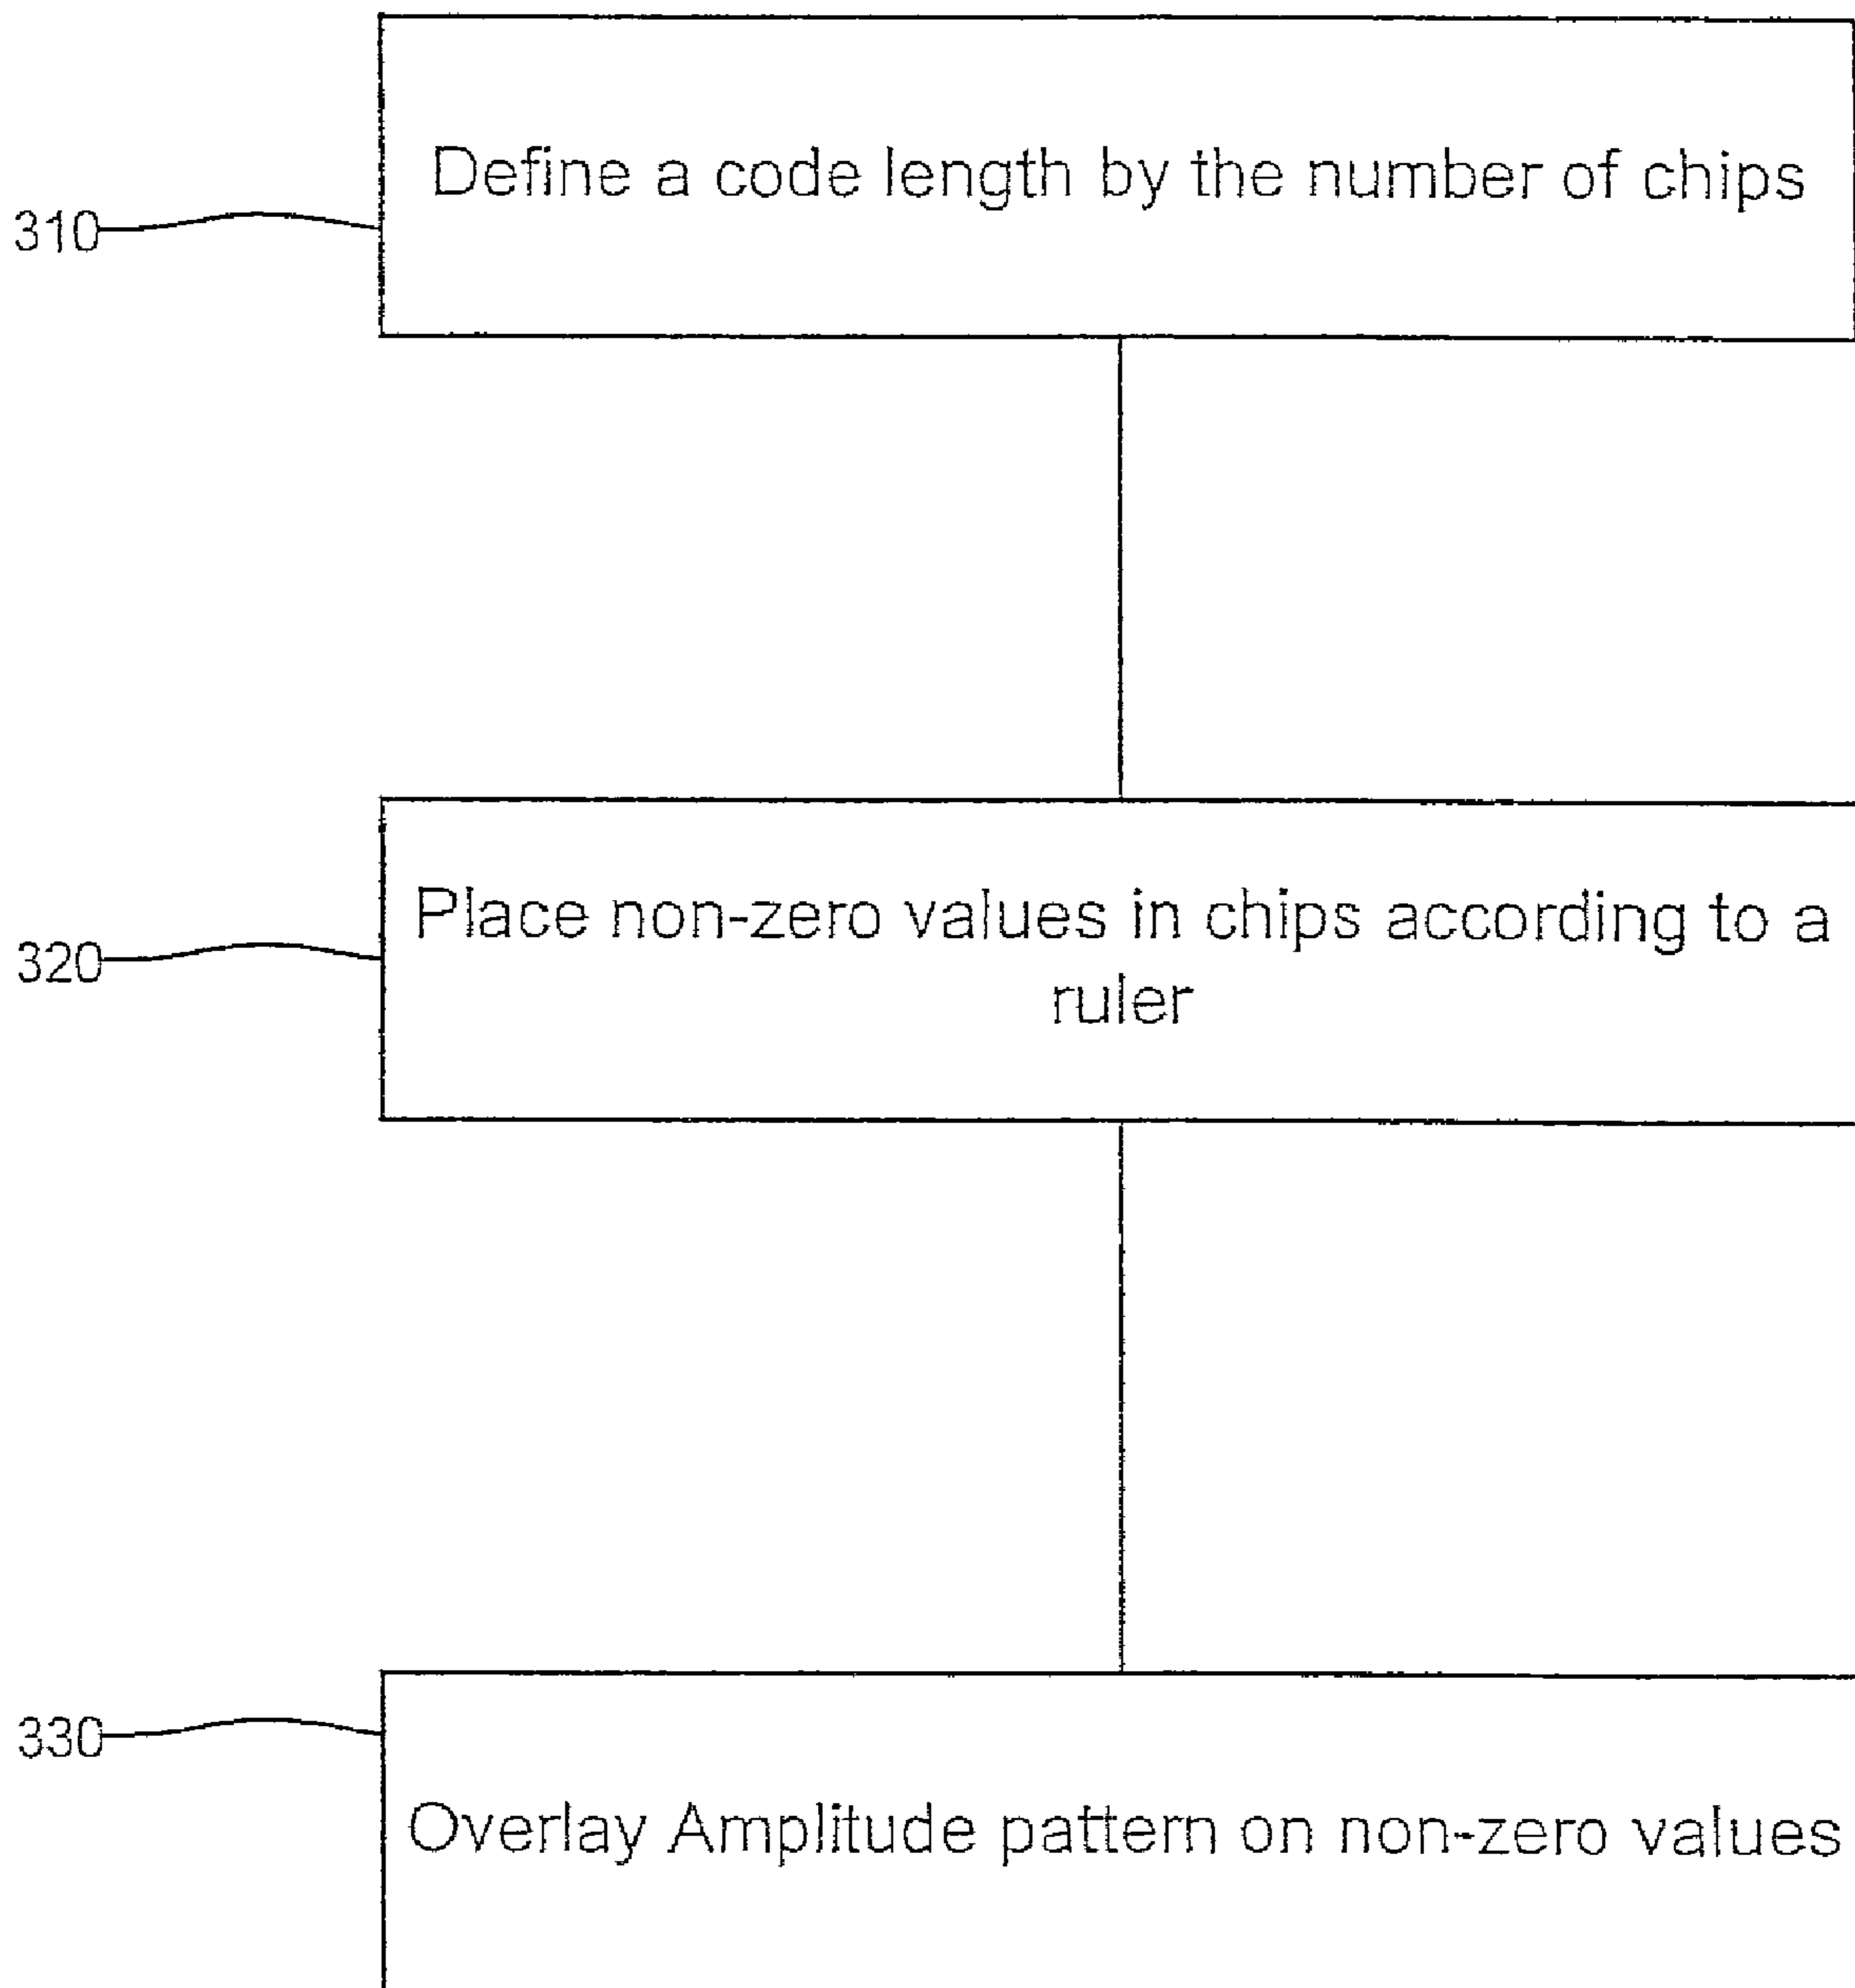 Define a code length by the number of chips
310
Place non-zero values in chips according to a
ruler
320
330
Overlay Amplitude pattern on non-zero values